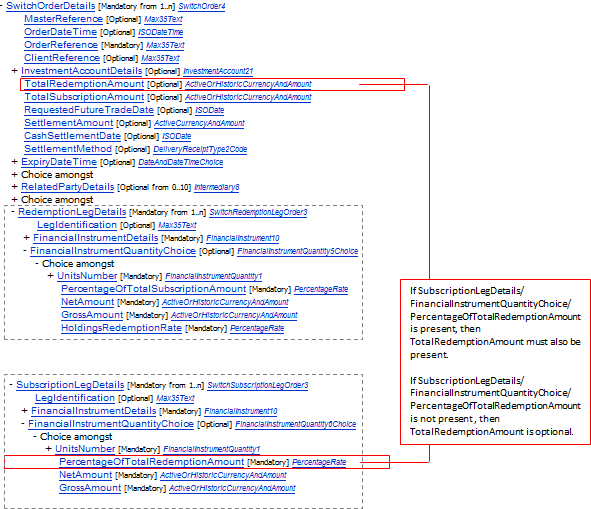 - SwitchOrderDetails [Mandatory from 1..n] SwitchOrder4
MasterReference [Optional] Max35Text
OrderDateTime [Optional] ISODateTime
OrderReference [Mandatory] Max35Text
ClientReference [Optional] Max35Text
+ InvestmentAccountDetails [Optional] InvestmentAccount21
TotalRedemptionAmount [Optional] ActiveOrHistoricCurrencyAndAmount
TotalSubscriptionAmount [Optional] ActiveOrHistoricCurrencyAndAmount
RequestedFutureTradeDate [Optional] ISODate
SettlementAmount [Optional] ActiveCurrencyAndAmount
CashSettlementDate [Optional] ISODate
SettlementMethod [Optional] DeliveryReceiptType2Code
+ ExpiryDateTime [Optional] DateAndDateTimeChoice
+ Choice amongst
+ RelatedPartyDetails [Optional from 0..10] Intermediary8
+ Choice amongst
- RedemptionLegDetails [Mandatory from 1..n] SwitchRedemptionLegOrder3
LegIdentification [Optional] Max35Text
+ FinancialInstrumentDetails [Mandatory] FinancialInstrument10
- FinancialInstrumentQuantityChoice [Optional] FinancialInstrumentQuantity5Choice
- Choice amongst
+ UnitsNumber [Mandatory] FinancialInstrumentQuantity1
PercentageOfTotalSubscriptionAmount [Mandatory] PercentageRate
NetAmount [Mandatory] ActiveOrHistoricCurrencyAndAmount
GrossAmount [Mandatory] ActiveOrHistoricCurrencyAndAmount
HoldingsRedemptionRate [Mandatory] PercentageRate
- SubscriptionLegDetails [Mandatory from 1..n] SwitchSubscriptionLegOrder3
LegIdentification [Optional] Max35Text
+ FinancialInstrumentDetails [Mandatory] FinancialInstrument10
- FinancialInstrumentQuantityChoice [Optional] FinancialInstrumentQuantity6Choice
- Choice amongst
+ UnitsNumber [Mandatory] FinancialInstrumentQuantity1
PercentageOfTotalRedemptionAmount [Mandatory] PercentageRate
NetAmount [Mandatory] ActiveOrHistoricCurrencyAndAmount
GrossAmount [Mandatory] ActiveOrHistoricCurrencyAndAmount
If SubscriptionLegDetails/
FinancialInstrumentQuantityChoice/
PercentageOfTotalRedemptionAmount
is present, then
TotalRedemptionAmount must also be
present.
If SubscriptionLegDetails/
FinancialInstrumentQuantityChoice/
PercentageOfTotalRedemptionAmount
is not present , then
TotalRedemptionAmount is optional.